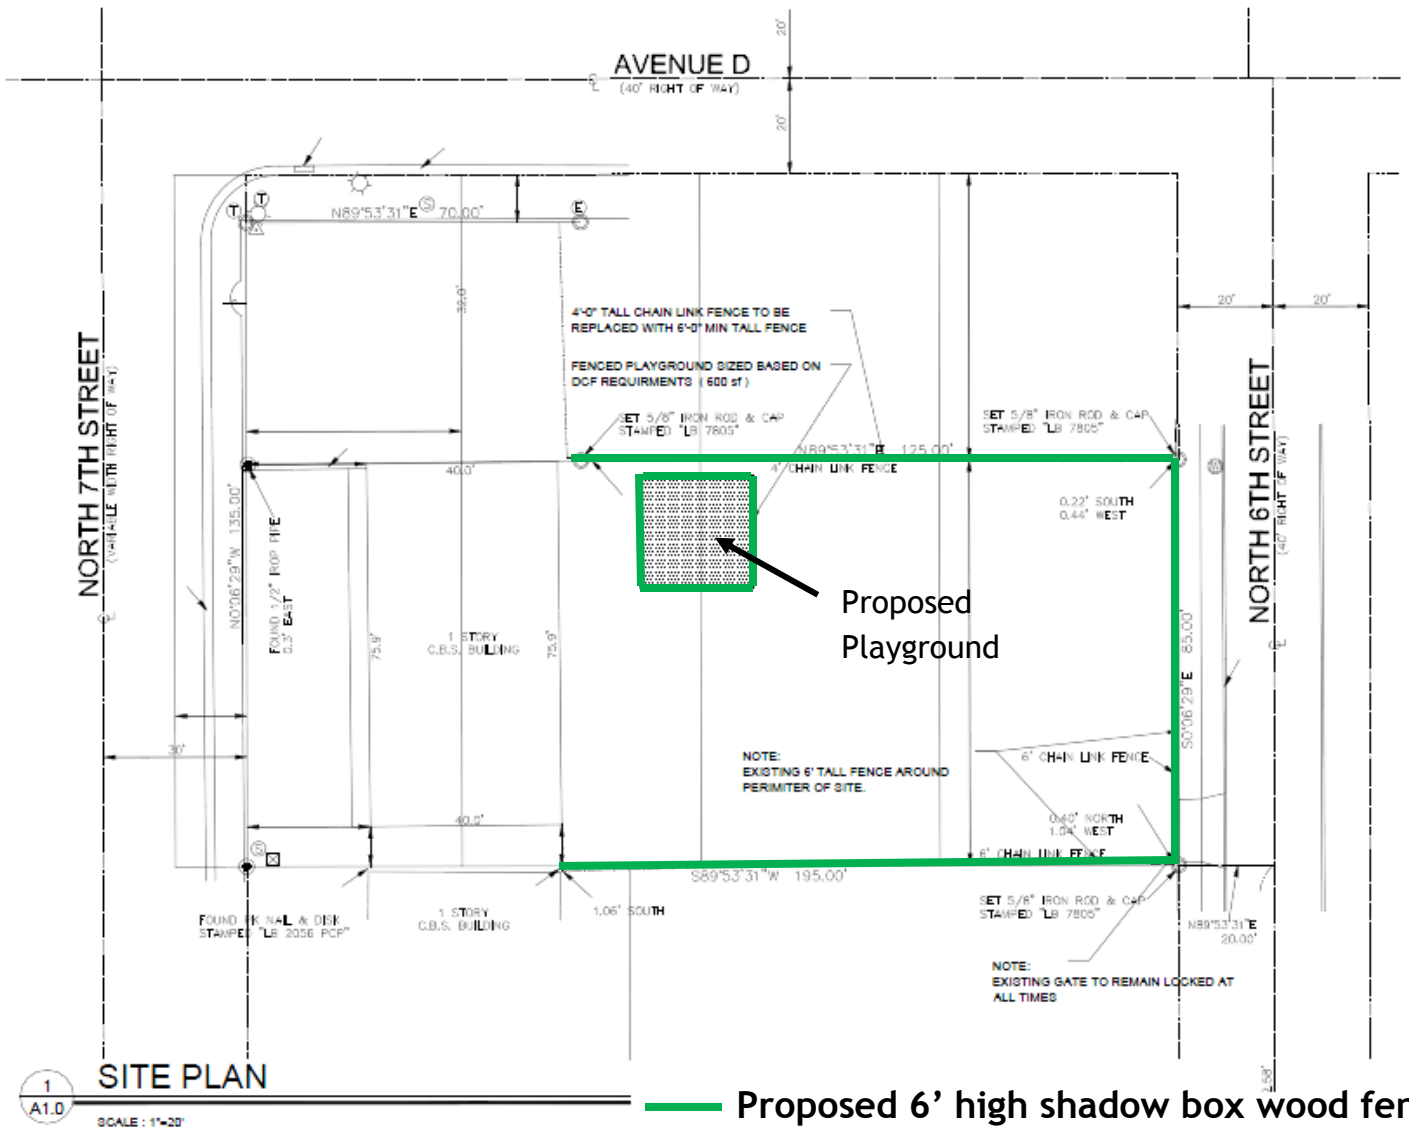 20'
AVENUE D
(40' RIGHT OF WAY)
℄
20'
T
T
N89°53'31"E
S
70.00'
E
32.0'
4'-0" TALL CHAIN LINK FENCE TO BE
REPLACED WITH 6'-0" MIN TALL FENCE
FENCED PLAYGROUND SIZED BASED ON
DCF REQUIRMENTS ( 600 sf )
SET 5/8" IRON ROD & CAP
STAMPED "LB 7805"
SET 5/8" IRON ROD & CAP
STAMPED "LB 7805"
20'
20'
NORTH 7TH STREET
(VARIABLE WIDTH RIGHT OF WAY)
℄
NORTH 6TH STREET
(40' RIGHT OF WAY)
℄
N89°53'31"E 125.00'
4' CHAIN LINK FENCE
40.0'
W
0.22' SOUTH
0.44' WEST
N0°06'29"W 135.00'
FOUND 1/2" IROP PIPE
0.3' EAST
75.9'
1 STORY
C.B.S. BUILDING
75.9'
Proposed
Playground
S0°06'29"E 85.00'
30'
NOTE:
EXISTING 6' TALL FENCE AROUND
PERIMITER OF SITE.
6' CHAIN LINK FENCE
40.0'
0.40' NORTH
1.04' WEST
6' CHAIN LINK FENCE
S
S89°53'31"W 195.00'
FOUND PK NAIL & DISK
STAMPED "LB 2056 PCP"
1 STORY
C.B.S. BUILDING
1.06' SOUTH
SET 5/8" IRON ROD & CAP
STAMPED "LB 7805"
N89°53'31"E
20.00'
NOTE:
EXISTING GATE TO REMAIN LOCKED AT
ALL TIMES
1
A1.0
SITE PLAN
SCALE : 1"=20'
Proposed 6’ high shadow box wood fen